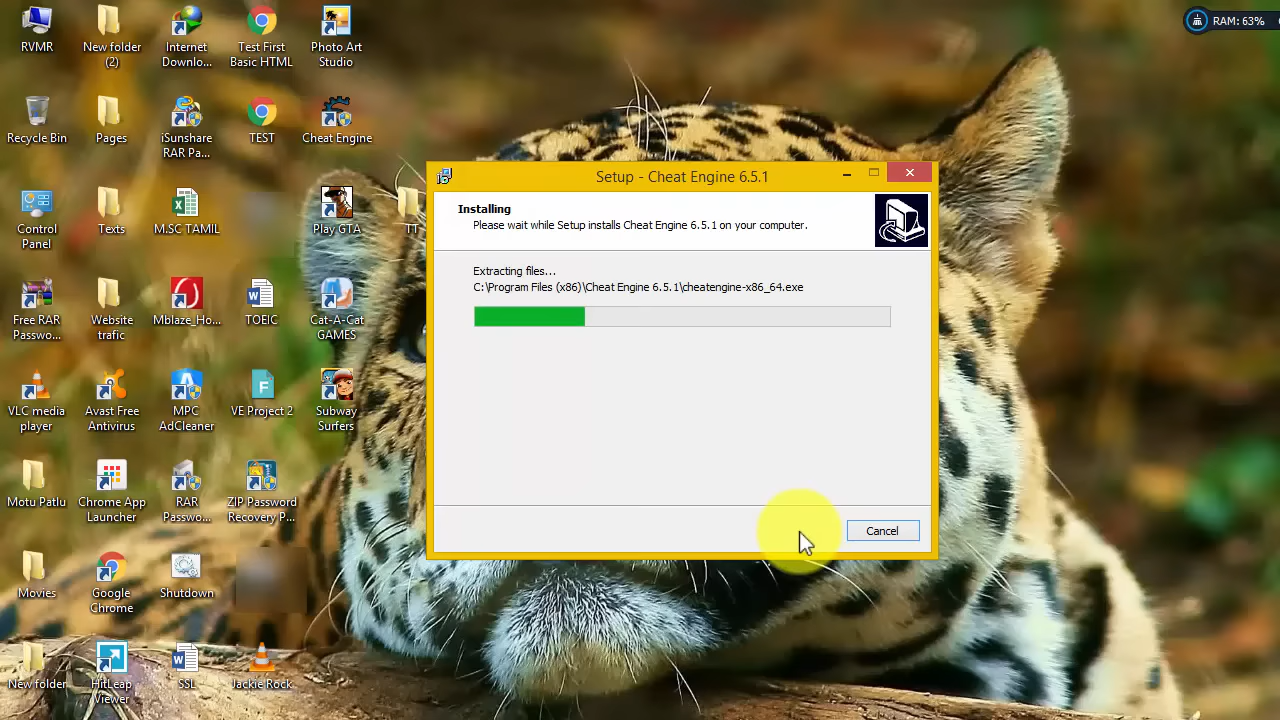 RVMR
New folder
(2)
Internet
Downlo...
Test First
Basic HTML
Photo Art
Studio
RAM: 63%
Recycle Bin
Pages
iSunshare
RAR Pa...
TEST
Cheat Engine
Control
Panel
Texts
M.SC TAMIL
Play GTA
TT
Free RAR
Passwo...
Website
trafic
Mblaze_Ho...
TOEIC
Cat-A-Cat
GAMES
VLC media
player
Avast Free
Antivirus
MPC
AdCleaner
VE Project 2
Subway
Surfers
Motu Patlu
Chrome App
Launcher
RAR
Passwo...
ZIP Password
Recovery P...
Movies
Google
Chrome
Shutdown
New folder
HitLeap
Viewer
SSL
Jackie Rock
Setup - Cheat Engine 6.5.1
Installing
Please wait while Setup installs Cheat Engine 6.5.1 on your computer.
Extracting files...
C:\Program Files (x86)\Cheat Engine 6.5.1\cheatengine-x86_64.exe
Cancel